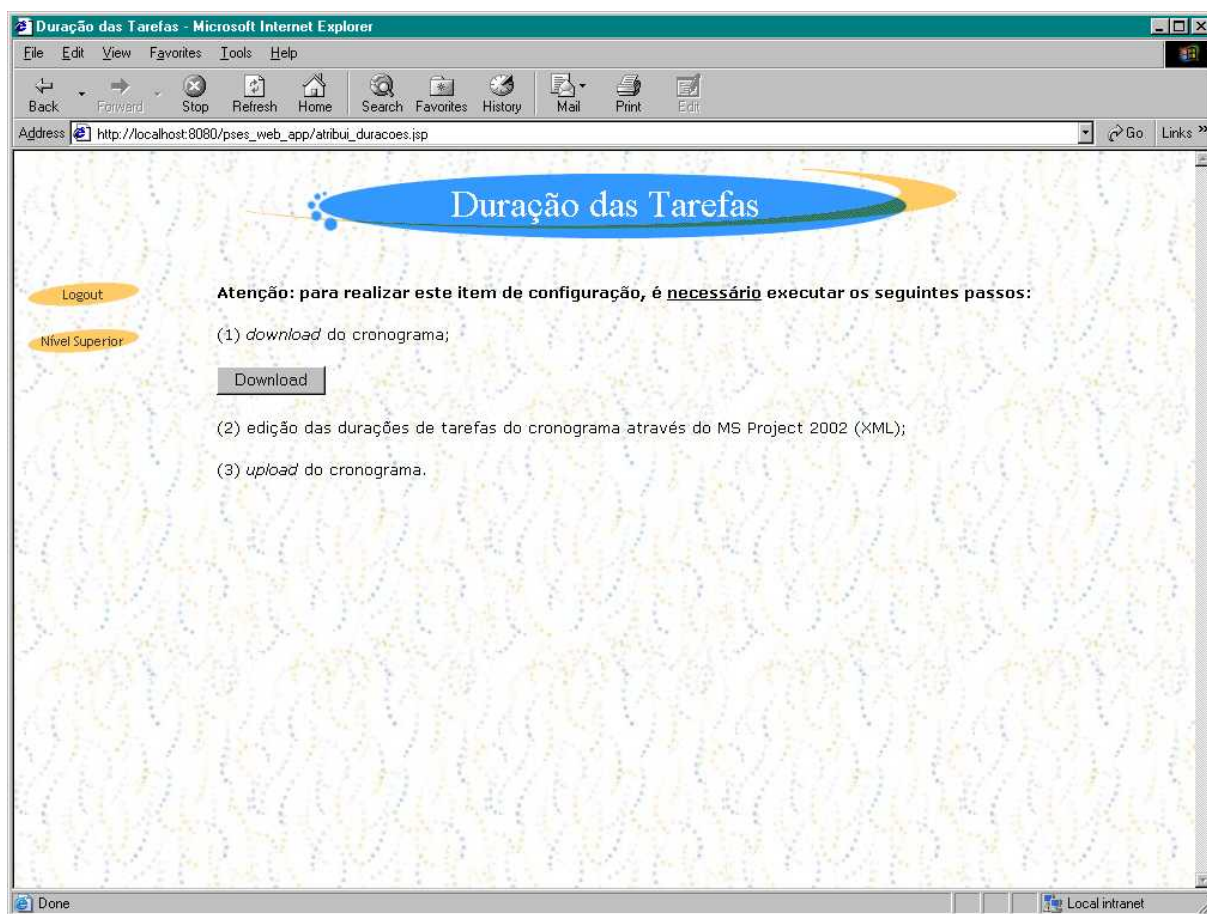 Duração das Tarefas - Microsoft Internet Explorer
File Edit View Favorites Tools Help
Back Forward Stop Refresh Home Search Favorites History Mail Print Edit
Address http://localhost:8080/pses_web_app/atribui_duracoes.jsp Go Links »
Duração das Tarefas
Logout
Nível Superior
Atenção: para realizar este item de configuração, é necessário executar os seguintes passos:
(1) download do cronograma;
Download
(2) edição das durações de tarefas do cronograma através do MS Project 2002 (XML);
(3) upload do cronograma.
Done Local intranet